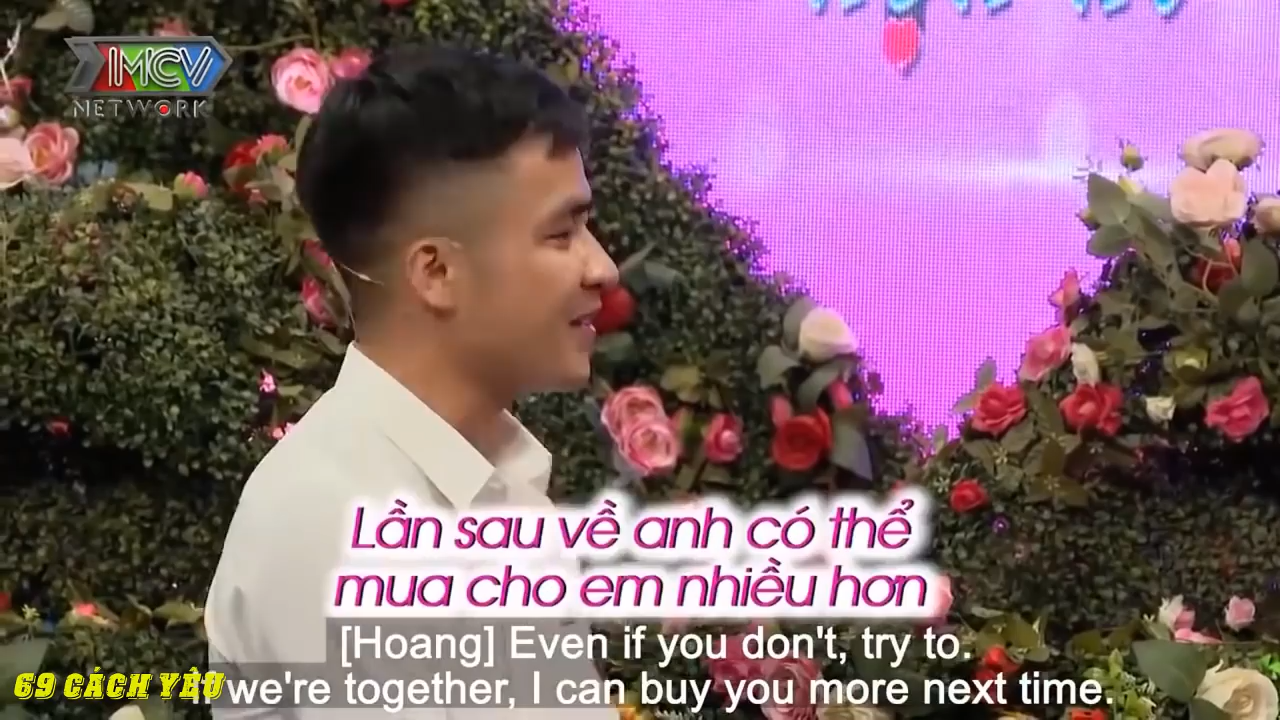 MCV
NETWORK
Lần sau về anh có thể
mua cho em nhiều hơn
[Hoang] Even if you don't, try to.
we're together, I can buy you more next time.
69 CÁCH YÊU